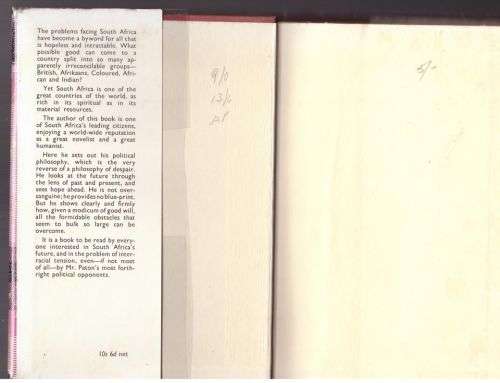 The problems facing South Africa
have become a byword for all that
is hopeless and intractable. What
possible good can come to a
country split into so many ap-
parently irreconcilable groups—
British, Afrikaans, Coloured, Afri-
can and Indian?
Yet South Africa is one of the
great countries of the world, as
rich in its spiritual as in its
material resources.
The author of this book is one
of South Africa's leading citizens,
enjoying a world-wide reputation
as a great novelist and a great
humanist.
Here he sets out his political
philosophy, which is the very
reverse of a philosophy of despair.
He looks at the future through
the lens of past and present, and
sees hope ahead. He is not over-
sanguine; he provides no blue-print.
But he shows clearly and firmly
how, given a modicum of good will,
all the formidable obstacles that
seem to bulk so large can be
overcome.
It is a book to be read by every-
one interested in South Africa's
future, and in the problem of inter-
racial tension, even—if not most
of all—by Mr. Paton's most forth-
right political opponents.
10s 6d net
9/0
5/-